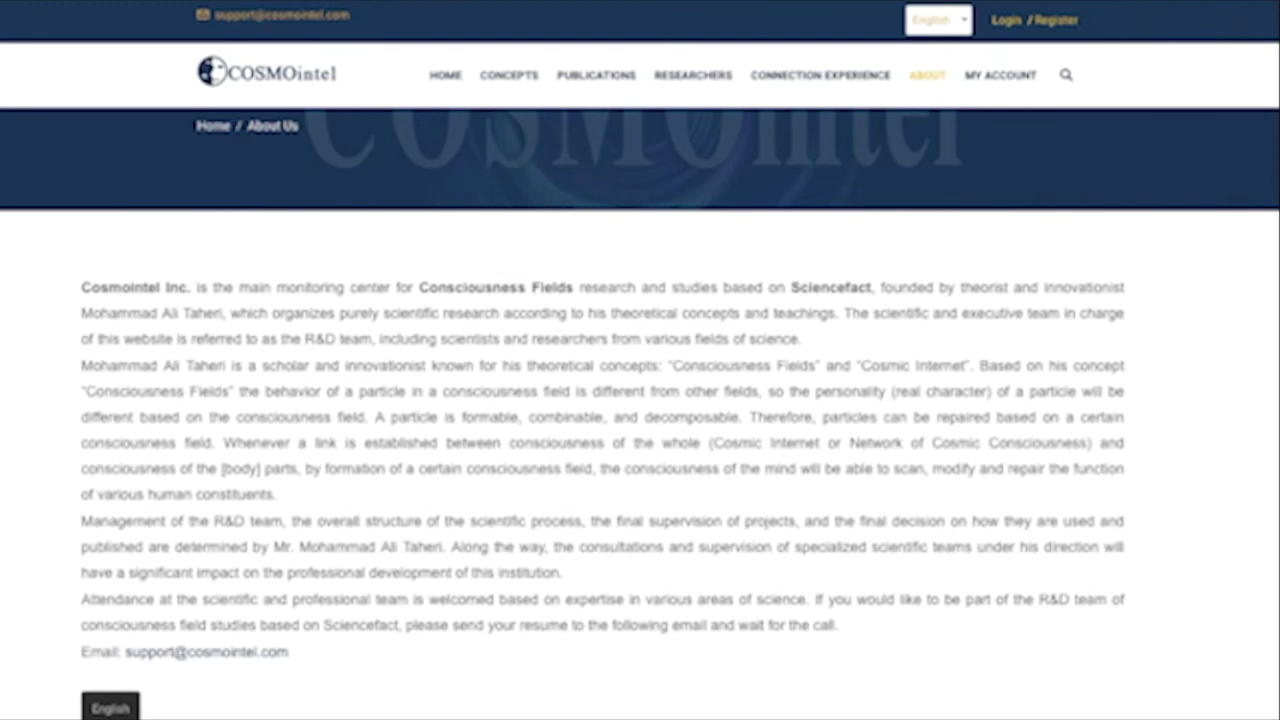 support@cosmointel.com
English
Login / Register
COSMOintel
HOME CONCEPTS PUBLICATIONS RESEARCHERS CONNECTION EXPERIENCE ABOUT MY ACCOUNT
COSMOintel
Home / About Us
Cosmointel Inc. is the main monitoring center for Consciousness Fields research and studies based on Sciencefact, founded by theorist and innovationist
Mohammad Ali Taheri, which organizes purely scientific research according to his theoretical concepts and teachings. The scientific and executive team in charge
of this website is referred to as the R&D team, including scientists and researchers from various fields of science.
Mohammad Ali Taheri is a scholar and innovationist known for his theoretical concepts: "Consciousness Fields" and "Cosmic Internet". Based on his concept
"Consciousness Fields" the behavior of a particle in a consciousness field is different from other fields, so the personality (real character) of a particle will be
different based on the consciousness field. A particle is formable, combinable, and decomposable. Therefore, particles can be repaired based on a certain
consciousness field. Whenever a link is established between consciousness of the whole (Cosmic Internet or Network of Cosmic Consciousness) and
consciousness of the [body] parts, by formation of a certain consciousness field, the consciousness of the mind will be able to scan, modify and repair the function
of various human constituents.
Management of the R&D team, the overall structure of the scientific process, the final supervision of projects, and the final decision on how they are used and
published are determined by Mr. Mohammad Ali Taheri. Along the way, the consultations and supervision of specialized scientific teams under his direction will
have a significant impact on the professional development of this institution.
Attendance at the scientific and professional team is welcomed based on expertise in various areas of science. If you would like to be part of the R&D team of
consciousness field studies based on Sciencefact, please send your resume to the following email and wait for the call.
Email: support@cosmointel.com
English